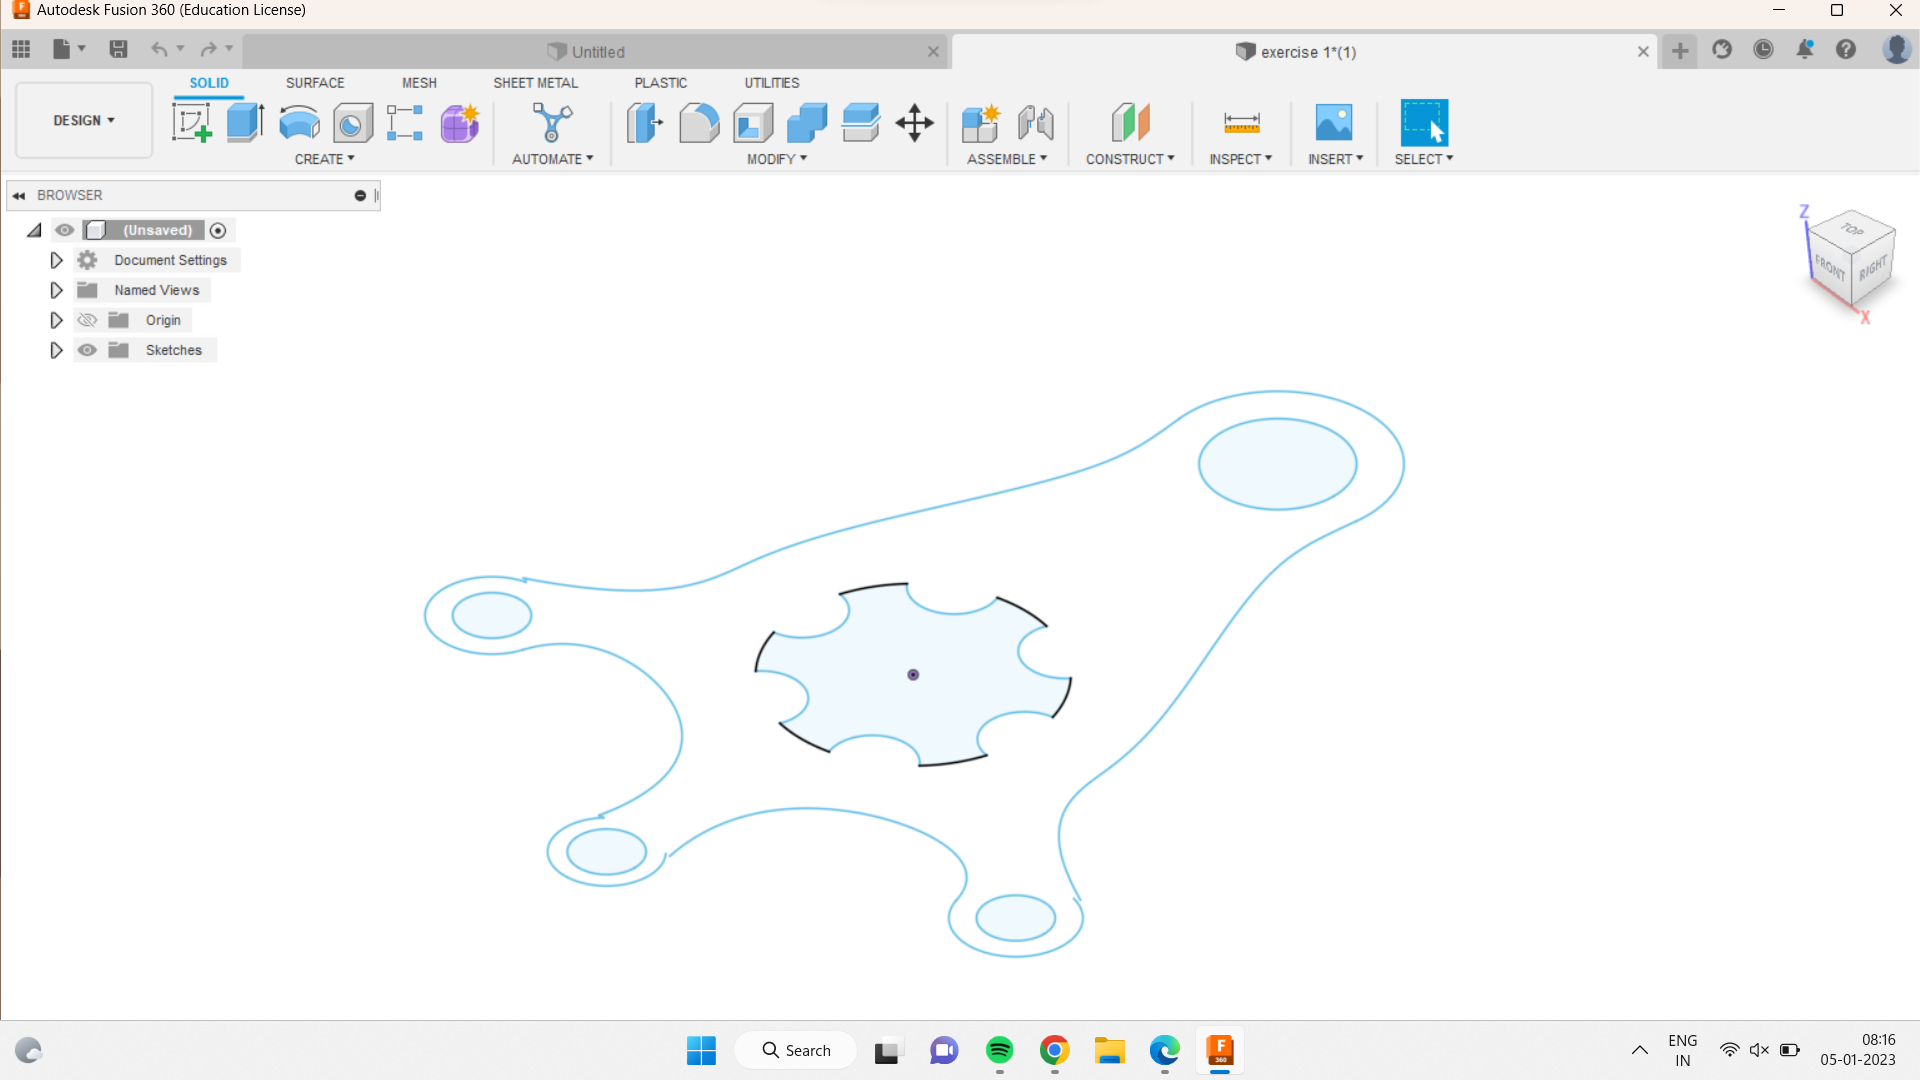 Autodesk Fusion 360 (Education License)
Untitled
exercise 1*(1)
SOLID SURFACE MESH SHEET METAL PLASTIC UTILITIES
DESIGN
CREATE AUTOMATE MODIFY ASSEMBLE CONSTRUCT INSPECT INSERT SELECT
BROWSER
(Unsaved)
Document Settings
Named Views
Origin
Sketches
Z
TOP
FRONT
RIGHT
X
Search
F
360
ENG
IN
08:16
05-01-2023